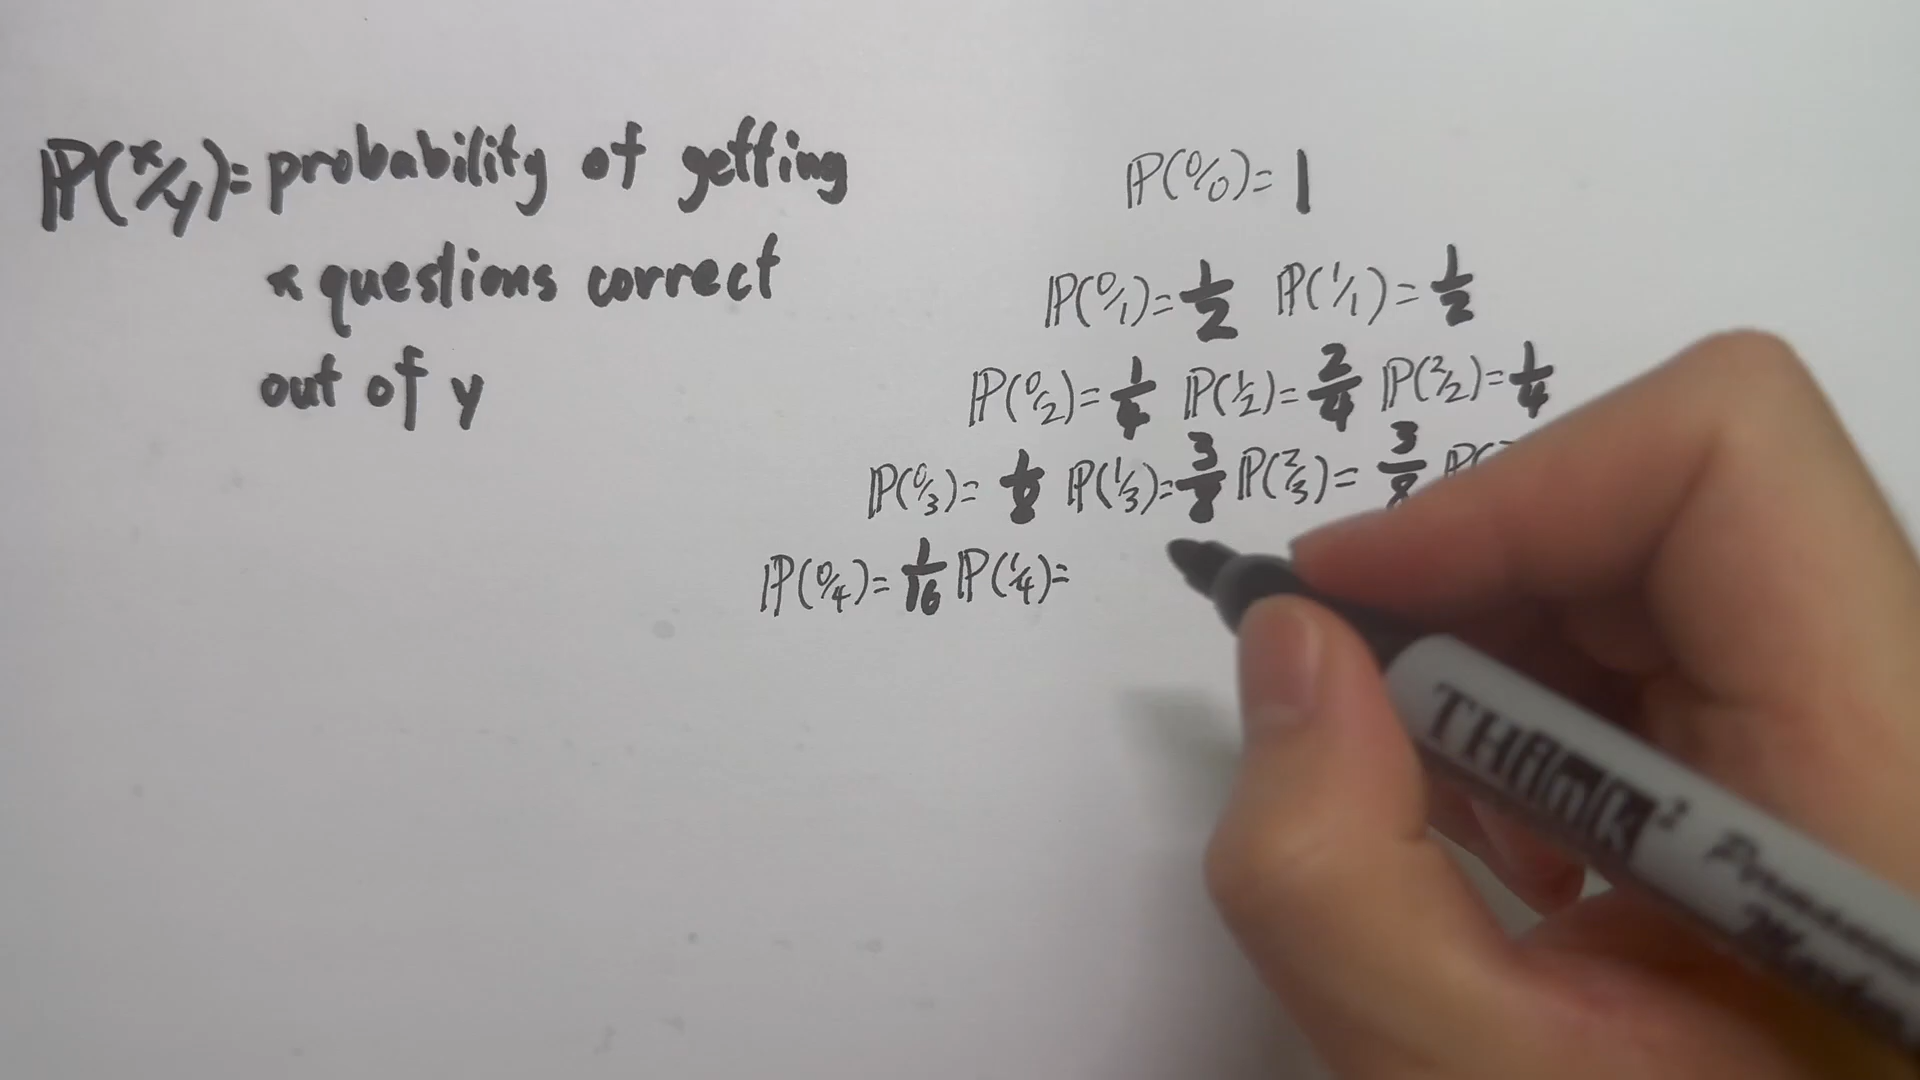 ℙ(x/y)= probability of getting
x questions correct
out of y
ℙ(0/0)= 1
ℙ(0/1)= 1/2 ℙ(1/1)= 1/2
ℙ(0/2)= 1/4 ℙ(1/2)= 2/4 ℙ(2/2)= 1/4
ℙ(0/3)= 1/8 ℙ(1/3)= 3/8 ℙ(2/3)= 3/8 ℙ(
ℙ(0/4)= 1/16 ℙ(1/4)=
THiNK²